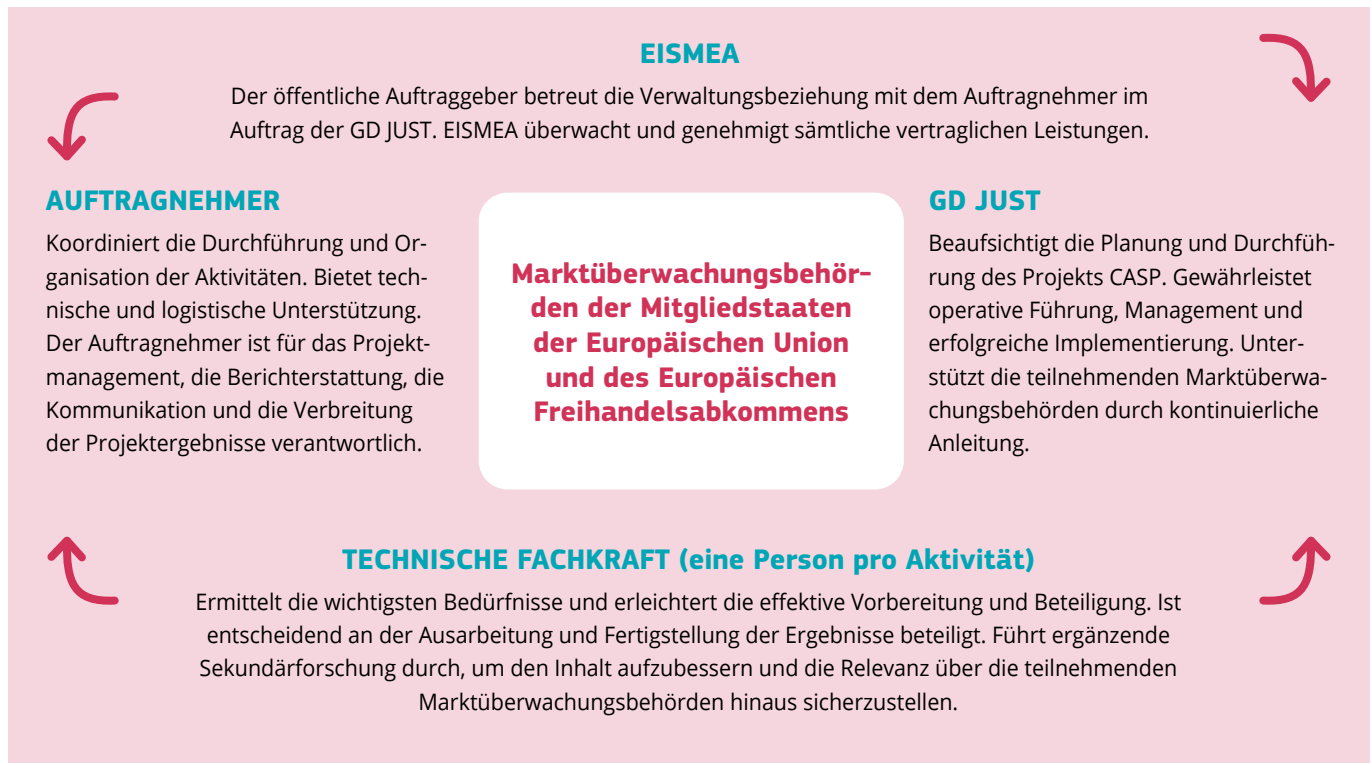 EISMEA
Der öffentliche Auftraggeber betreut die Verwaltungsbeziehung mit dem Auftragnehmer im
Auftrag der GD JUST. EISMEA überwacht und genehmigt sämtliche vertraglichen Leistungen.
AUFTRAGNEHMER
Koordiniert die Durchführung und Or-
ganisation der Aktivitäten. Bietet tech-
nische und logistische Unterstützung.
Der Auftragnehmer ist für das Projekt-
management, die Berichterstattung, die
Kommunikation und die Verbreitung
der Projektergebnisse verantwortlich.
Marktüberwachungsbehör-
den der Mitgliedstaaten
der Europäischen Union
und des Europäischen
Freihandelsabkommens
GD JUST
Beaufsichtigt die Planung und Durchfüh-
rung des Projekts CASP. Gewährleistet
operative Führung, Management und
erfolgreiche Implementierung. Unter-
stützt die teilnehmenden Marktüberwa-
chungsbehörden durch kontinuierliche
Anleitung.
TECHNISCHE FACHKRAFT (eine Person pro Aktivität)
Ermittelt die wichtigsten Bedürfnisse und erleichtert die effektive Vorbereitung und Beteiligung. Ist
entscheidend an der Ausarbeitung und Fertigstellung der Ergebnisse beteiligt. Führt ergänzende
Sekundärforschung durch, um den Inhalt aufzubessern und die Relevanz über die teilnehmenden
Marktüberwachungsbehörden hinaus sicherzustellen.